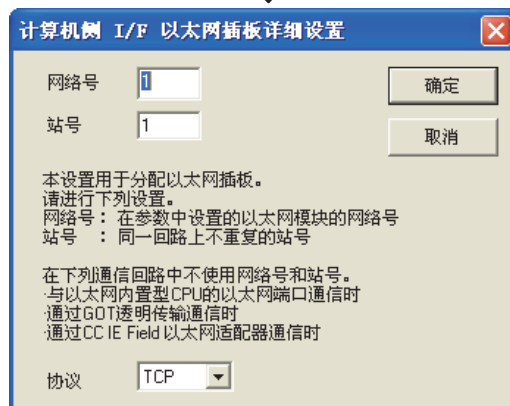 计算机侧 I/F 以太网插板详细设置
网络号 1
确定
站号 1
取消
本设置用于分配以太网插板。
请进行下列设置。
网络号：在参数中设置的以太网模块的网络号
站号 ：同一回路上不重复的站号
在下列通信回路中不使用网络号和站号。
·与以太网内置型CPU的以太网端口通信时
·通过GOT透明传输通信时
·通过CC IE Field 以太网适配器通信时
协议 TCP